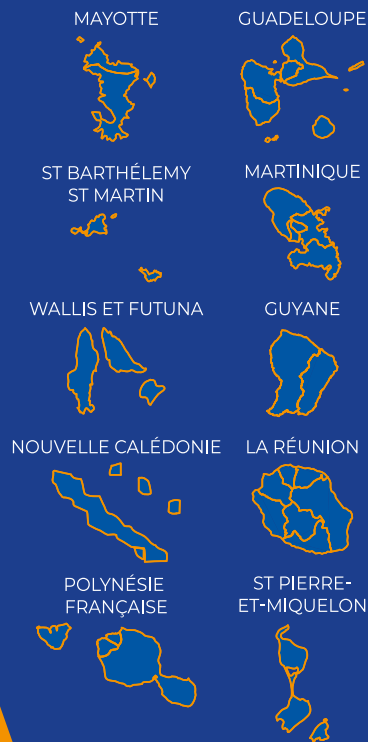 MAYOTTE
GUADELOUPE
ST BARTHÉLEMY
ST MARTIN
MARTINIQUE
WALLIS ET FUTUNA
GUYANE
NOUVELLE CALÉDONIE
LA RÉUNION
POLYNÉSIE
FRANÇAISE
ST PIERRE-
ET-MIQUELON